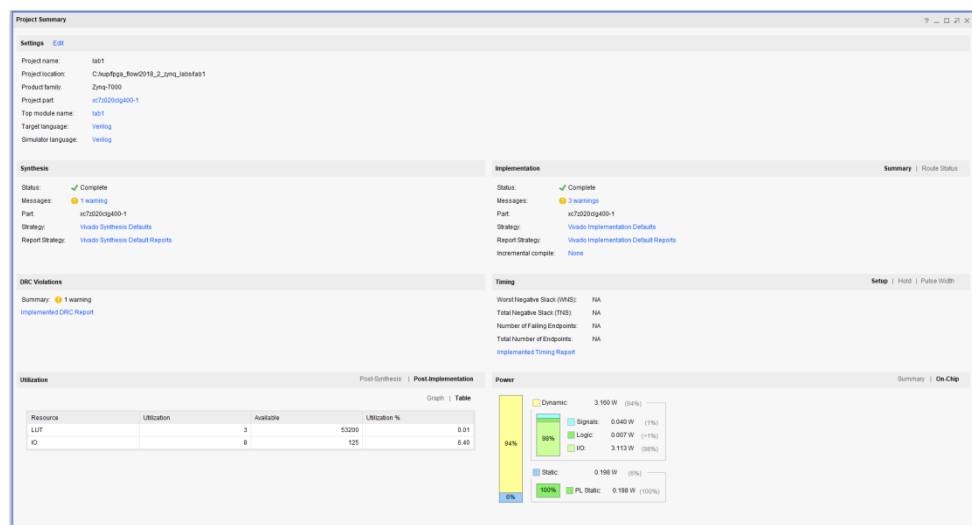 Project Summary
Settings Edit
Project name: lab1
Project location: C:/xup/fpga_flow/2018_2_zynq_labs/lab1
Product family: Zynq-7000
Project part: xc7z020clg400-1
Top module name: lab1
Target language: Verilog
Simulator language: Verilog
Synthesis
Status: Complete
Messages: 1 warning
Part: xc7z020clg400-1
Strategy: Vivado Synthesis Defaults
Report Strategy: Vivado Synthesis Default Reports
Implementation Summary | Route Status
Status: Complete
Messages: 3 warnings
Part: xc7z020clg400-1
Strategy: Vivado Implementation Defaults
Report Strategy: Vivado Implementation Default Reports
Incremental compile: None
DRC Violations
Summary: 1 warning
Implemented DRC Report
Timing Setup | Hold | Pulse Width
Worst Negative Slack (WNS): NA
Total Negative Slack (TNS): NA
Number of Failing Endpoints: NA
Total Number of Endpoints: NA
Implemented Timing Report
Utilization Post-Synthesis | Post-Implementation
Graph | Table
Resource Utilization Available Utilization %
LUT 3 53200 0.01
IO 8 125 6.40
Power Summary | On-Chip
Dynamic: 3.160 W (94%)
Signals: 0.040 W (1%)
94% 98% Logic: 0.007 W (<1%)
I/O: 3.113 W (98%)
Static: 0.198 W (6%)
6% 100% PL Static: 0.198 W (100%)